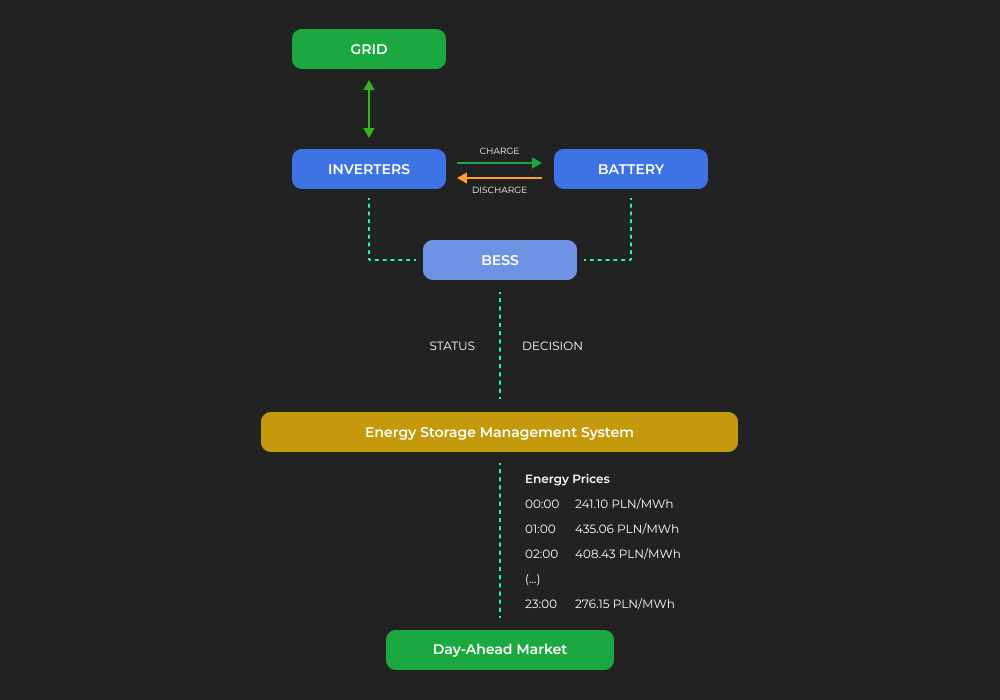 GRID
CHARGE
INVERTERS
BATTERY
DISCHARGE
BESS
STATUS
DECISION
Energy Storage Management System
Energy Prices
00:00 241.10 PLN/MWh
01:00 435.06 PLN/MWh
02:00 408.43 PLN/MWh
(...)
23:00 276.15 PLN/MWh
Day-Ahead Market